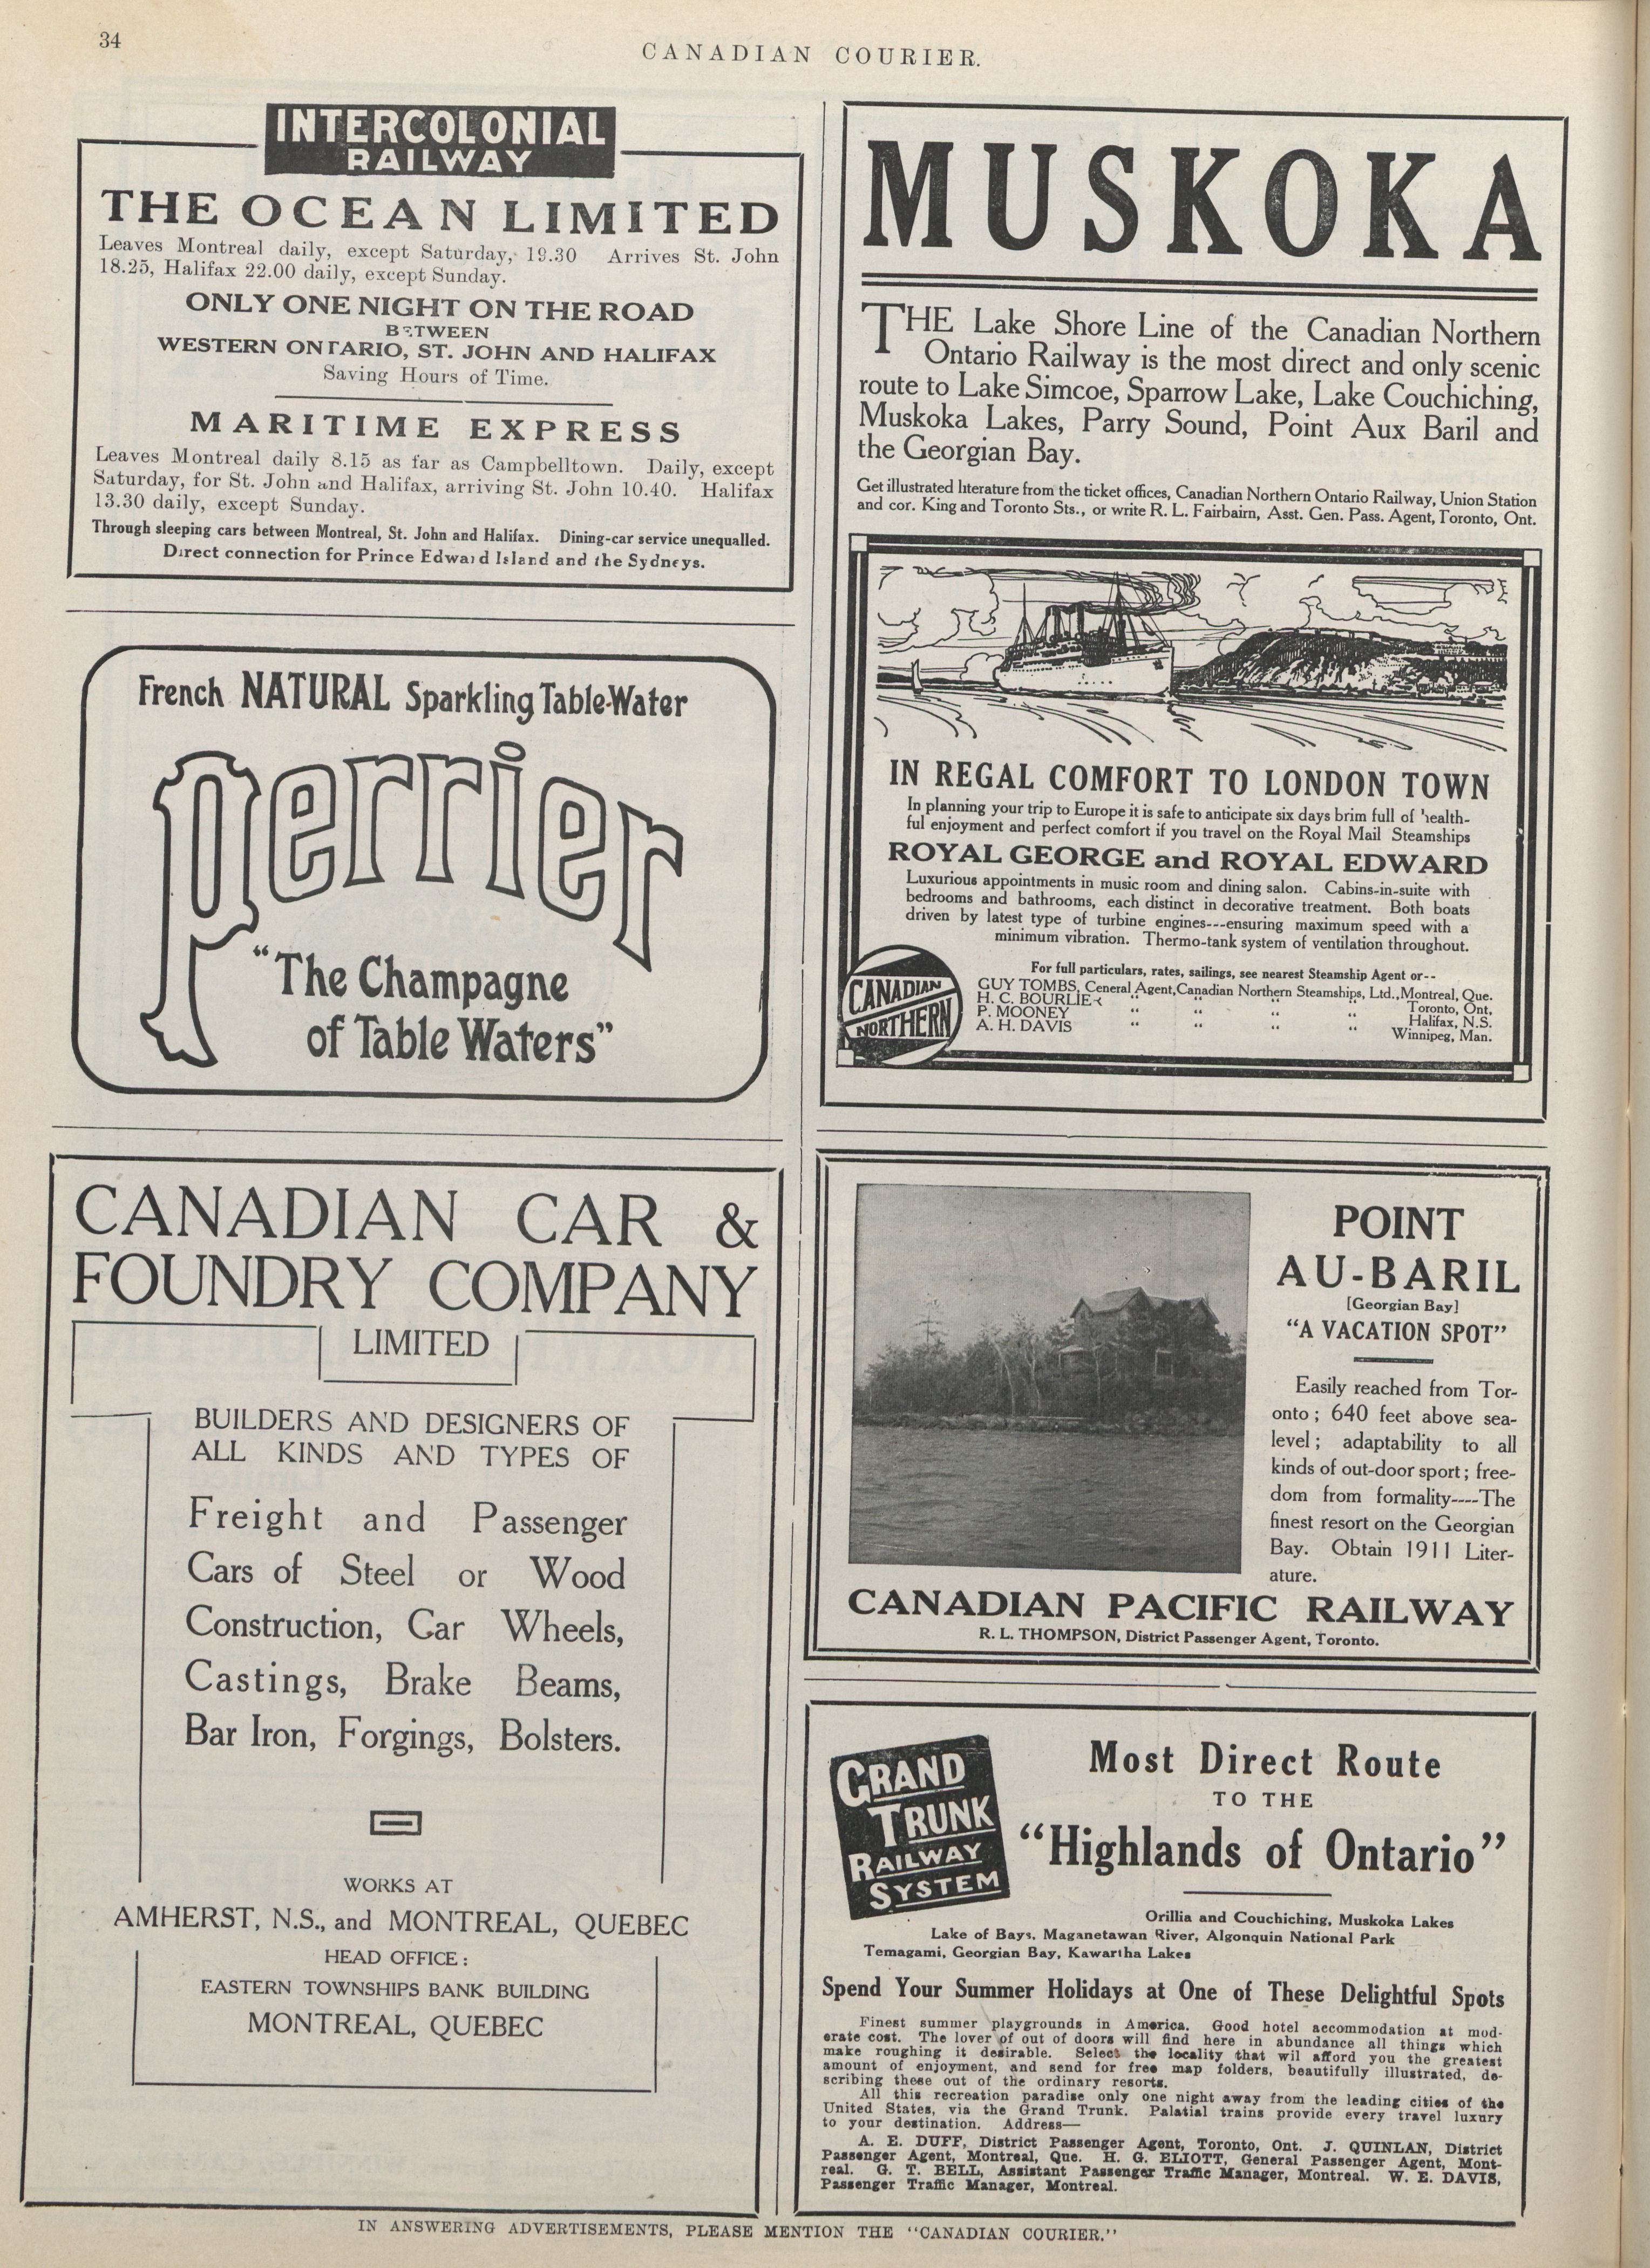 34
CANADIAN COURIER.
INTERCOLONIAL
RAILWAY
THE OCEAN LIMITED
Leaves Montreal daily, except Saturday, 19.30 Arrives St. John
18.25, Halifax 22.00 daily, except Sunday.
ONLY ONE NIGHT ON THE ROAD
BETWEEN
WESTERN ONTARIO, ST. JOHN AND HALIFAX
Saving Hours of Time.
MARITIME EXPRESS
Leaves Montreal daily 8.15 as far as Campbelltown. Daily, except
Saturday, for St. John and Halifax, arriving St. John 10.40. Halifax
13.30 daily, except Sunday.
Through sleeping cars between Montreal, St. John and Halifax. Dining-car service unequalled.
Direct connection for Prince Edward Island and the Sydneys.
French NATURAL Sparkling Table-Water
perrier
"The Champagne
of Table Waters"
CANADIAN CAR &
FOUNDRY COMPANY
LIMITED
BUILDERS AND DESIGNERS OF
ALL KINDS AND TYPES OF
Freight and Passenger
Cars of Steel or Wood
Construction, Car Wheels,
Castings, Brake Beams,
Bar Iron, Forgings, Bolsters.
WORKS AT
AMHERST, N.S., and MONTREAL, QUEBEC
HEAD OFFICE:
EASTERN TOWNSHIPS BANK BUILDING
MONTREAL, QUEBEC
MUSKOKA
THE Lake Shore Line of the Canadian Northern
Ontario Railway is the most direct and only scenic
route to Lake Simcoe, Sparrow Lake, Lake Couchiching,
Muskoka Lakes, Parry Sound, Point Aux Baril and
the Georgian Bay.
Get illustrated literature from the ticket offices, Canadian Northern Ontario Railway, Union Station
and cor. King and Toronto Sts., or write R. L. Fairbairn, Asst. Gen. Pass. Agent, Toronto, Ont.
IN REGAL COMFORT TO LONDON TOWN
In planning your trip to Europe it is safe to anticipate six days brim full of health-
ful enjoyment and perfect comfort if you travel on the Royal Mail Steamships
ROYAL GEORGE and ROYAL EDWARD
Luxurious appointments in music room and dining salon. Cabins-in-suite with
bedrooms and bathrooms, each distinct in decorative treatment. Both boats
driven by latest type of turbine engines---ensuring maximum speed with a
minimum vibration. Thermo-tank system of ventilation throughout.
For full particulars, rates, sailings, see nearest Steamship Agent or--
GUY TOMBS, General Agent, Canadian Northern Steamships, Ltd., Montreal, Que.
H. C. BOURLIER " " " " Toronto, Ont.
P. MOONEY " " " " Halifax, N.S.
A. H. DAVIS " " " " Winnipeg, Man.
CANADIAN
NORTHERN
POINT
AU-BARIL
[Georgian Bay]
"A VACATION SPOT"
Easily reached from Tor-
onto; 640 feet above sea-
level; adaptability to all
kinds of out-door sport; free-
dom from formality----The
finest resort on the Georgian
Bay. Obtain 1911 Liter-
ature.
CANADIAN PACIFIC RAILWAY
R. L. THOMPSON, District Passenger Agent, Toronto.
GRAND
TRUNK
RAILWAY
SYSTEM
Most Direct Route
TO THE
"Highlands of Ontario"
Orillia and Couchiching, Muskoka Lakes
Lake of Bays, Maganetawan River, Algonquin National Park
Temagami, Georgian Bay, Kawartha Lakes
Spend Your Summer Holidays at One of These Delightful Spots
Finest summer playgrounds in America. Good hotel accommodation at mod-
erate cost. The lover of out of doors will find here in abundance all things which
make roughing it desirable. Select the locality that wil afford you the greatest
amount of enjoyment, and send for free map folders, beautifully illustrated, de-
scribing these out of the ordinary resorts.
All this recreation paradise only one night away from the leading cities of the
United States, via the Grand Trunk. Palatial trains provide every travel luxury
to your destination. Address—
A. E. DUFF, District Passenger Agent, Toronto, Ont. J. QUINLAN, District
Passenger Agent, Montreal, Que. H. G. ELIOTT, General Passenger Agent, Mont-
real. G. T. BELL, Assistant Passenger Traffic Manager, Montreal. W. E. DAVIS,
Passenger Traffic Manager, Montreal.
IN ANSWERING ADVERTISEMENTS, PLEASE MENTION THE "CANADIAN COURIER."